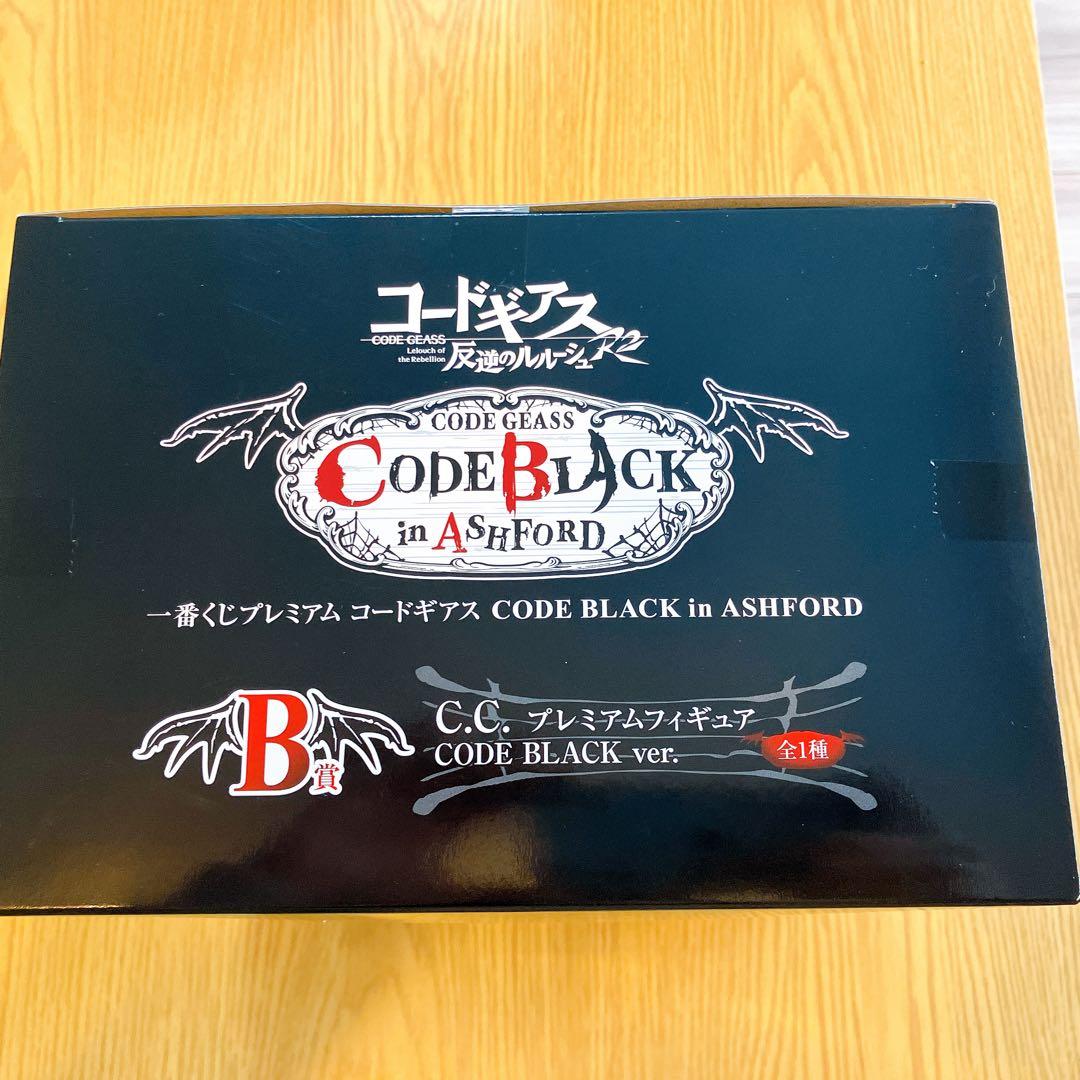 コードギアス
CODE GEASS
Lelouch of
the Rebellion
反逆のルルーシュ R2
CODE GEASS
CODE BLACK
in ASHFORD
一番くじプレミアム コードギアス CODE BLACK in ASHFORD
B賞
C.C. プレミアムフィギュア
CODE BLACK ver.
全1種